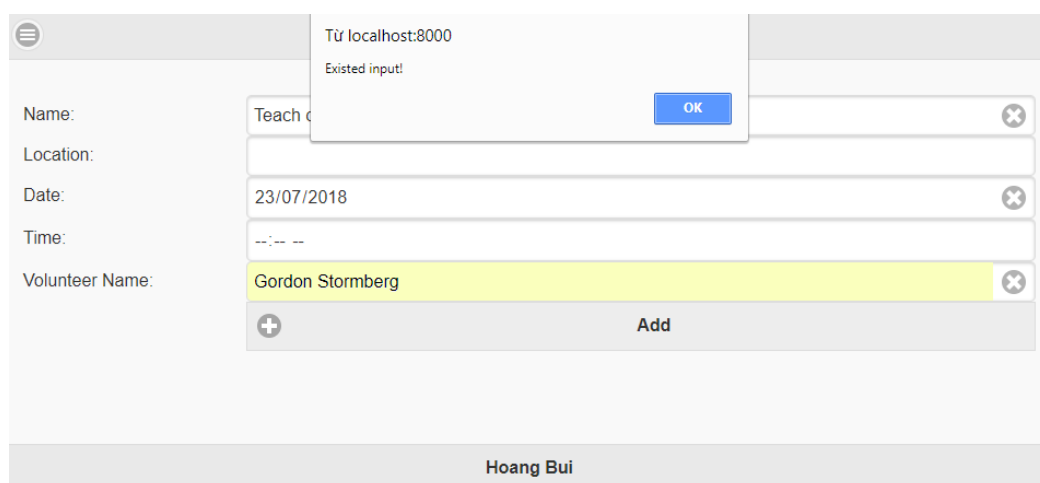 Từ localhost:8000
Existed input!
OK
Name:
Teach
Location:
Date:
23/07/2018
Time:
--:-- --
Volunteer Name:
Gordon Stormberg
Add
Hoang Bui